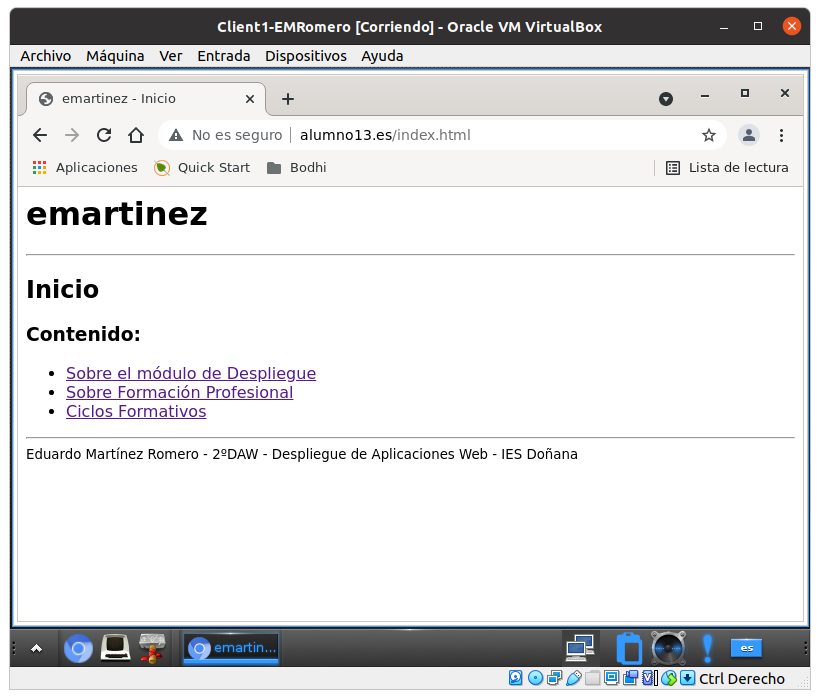 Client1-EMRomero [Corriendo] - Oracle VM VirtualBox
Archivo Máquina Ver Entrada Dispositivos Ayuda
emartinez - Inicio
No es seguro | alumno13.es/index.html
Aplicaciones Quick Start Bodhi Lista de lectura
emartinez
Inicio
Contenido:
Sobre el módulo de Despliegue
Sobre Formación Profesional
Ciclos Formativos
Eduardo Martínez Romero - 2ºDAW - Despliegue de Aplicaciones Web - IES Doñana
emartin... es
Ctrl Derecho